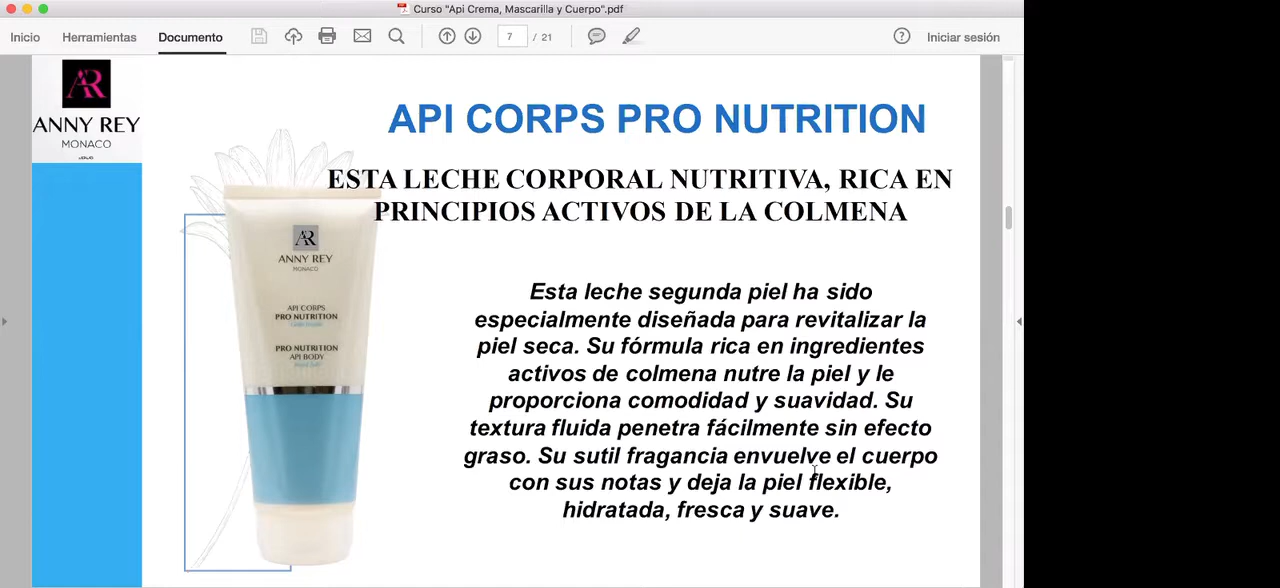 Curso "Api Crema, Mascarilla y Cuerpo".pdf
Inicio Herramientas Documento 7 / 21 Iniciar sesión
AR
ANNY REY
MONACO
API CORPS PRO NUTRITION
ESTA LECHE CORPORAL NUTRITIVA, RICA EN
PRINCIPIOS ACTIVOS DE LA COLMENA
AR
ANNY REY
MONACO
API CORPS
PRO NUTRITION
PRO NUTRITION
API BODY
Esta leche segunda piel ha sido
especialmente diseñada para revitalizar la
piel seca. Su fórmula rica en ingredientes
activos de colmena nutre la piel y le
proporciona comodidad y suavidad. Su
textura fluida penetra fácilmente sin efecto
graso. Su sutil fragancia envuelve el cuerpo
con sus notas y deja la piel flexible,
hidratada, fresca y suave.